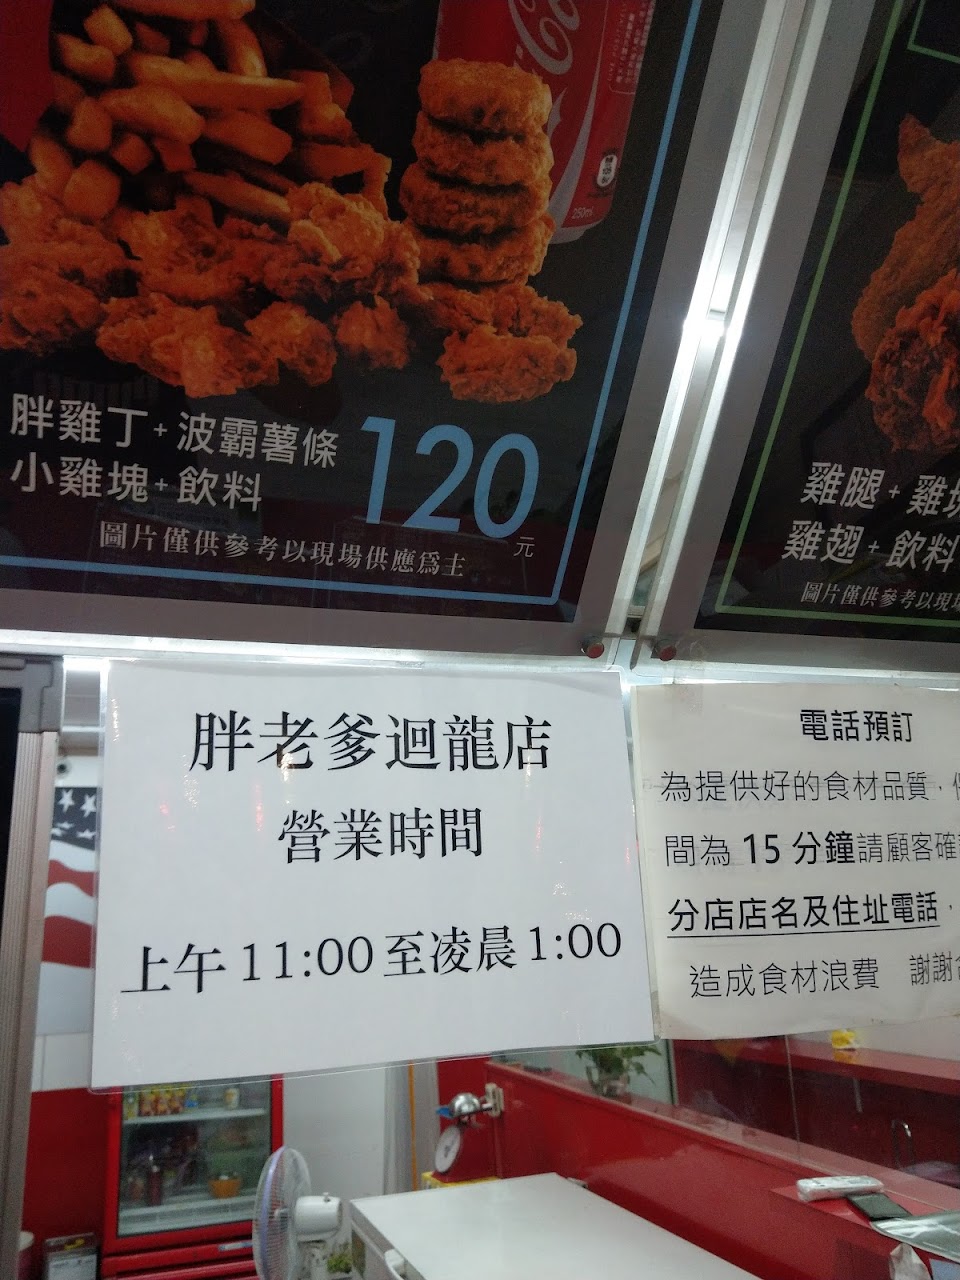 250ml
胖雞丁+波霸薯條
小雞塊+飲料
120元
圖片僅供參考以現場供應為主
雞腿+雞塊
雞翅+飲料
圖片僅供參考以現場
胖老爹迴龍店
營業時間
上午11:00至凌晨1:00
電話預訂
為提供好的食材品質，
間為 15 分鐘請顧客確
分店店名及住址電話，
造成食材浪費 謝謝